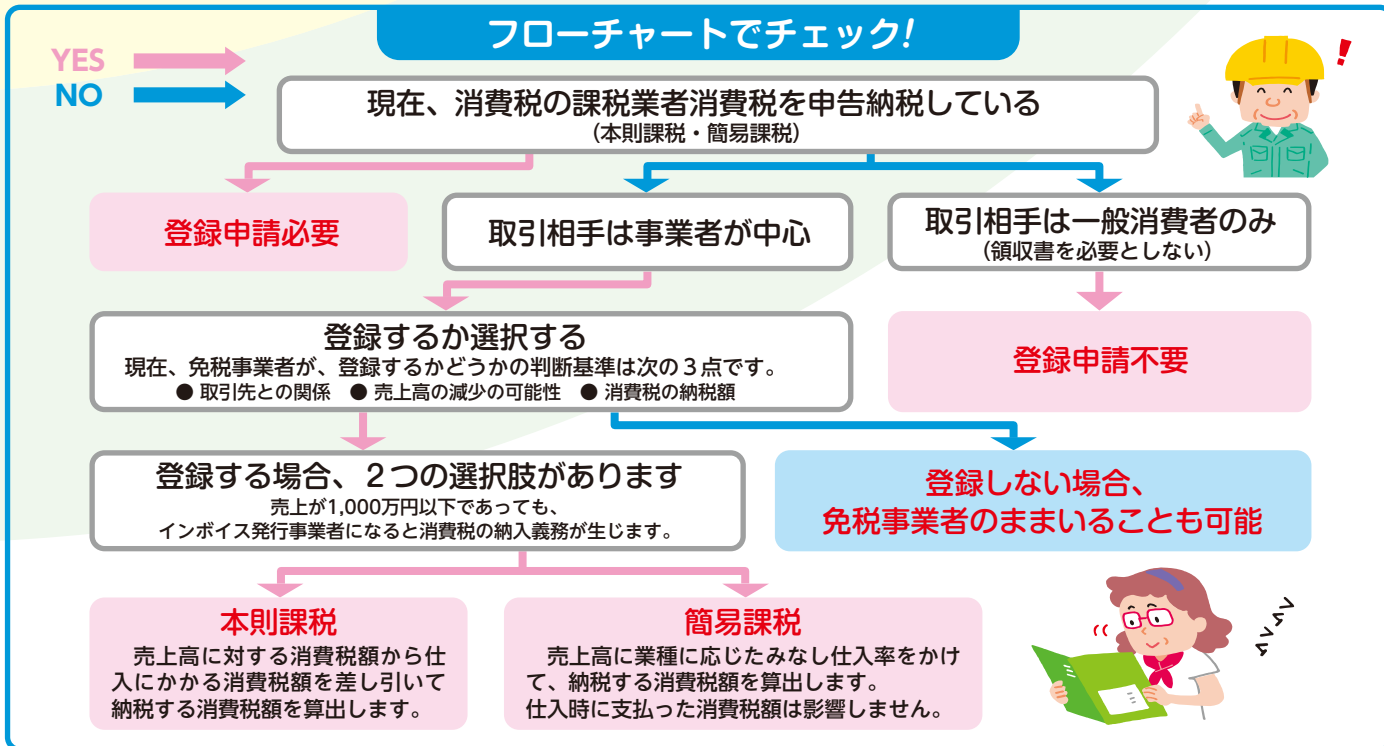 フローチャートでチェック!
YES
NO
現在、消費税の課税業者消費税を申告納税している
（本則課税・簡易課税）
登録申請必要
取引相手は事業者が中心
取引相手は一般消費者のみ
（領収書を必要としない）
登録するか選択する
現在、免税事業者が、登録するかどうかの判断基準は次の３点です。
● 取引先との関係　● 売上高の減少の可能性　● 消費税の納税額
登録申請不要
登録する場合、２つの選択肢があります
売上が1,000万円以下であっても、
インボイス発行事業者になると消費税の納入義務が生じます。
登録しない場合、
免税事業者のままいることも可能
本則課税
売上高に対する消費税額から仕
入にかかる消費税額を差し引いて
納税する消費税額を算出します。
簡易課税
売上高に業種に応じたみなし仕入率をかけ
て、納税する消費税額を算出します。
仕入時に支払った消費税額は影響しません。